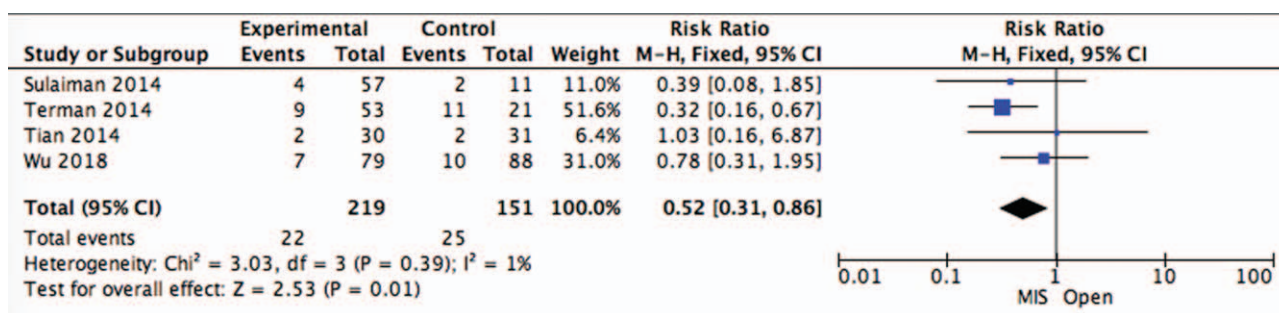 Experimental Control Risk Ratio Risk Ratio
Study or Subgroup Events Total Events Total Weight M-H, Fixed, 95% CI M-H, Fixed, 95% CI
Sulaiman 2014 4 57 2 11 11.0% 0.39 [0.08, 1.85]
Terman 2014 9 53 11 21 51.6% 0.32 [0.16, 0.67]
Tian 2014 2 30 2 31 6.4% 1.03 [0.16, 6.87]
Wu 2018 7 79 10 88 31.0% 0.78 [0.31, 1.95]
Total (95% CI) 219 151 100.0% 0.52 [0.31, 0.86]
Total events 22 25
Heterogeneity: Chi² = 3.03, df = 3 (P = 0.39); I² = 1%
Test for overall effect: Z = 2.53 (P = 0.01)
0.01 0.1 1 10 100
MIS Open